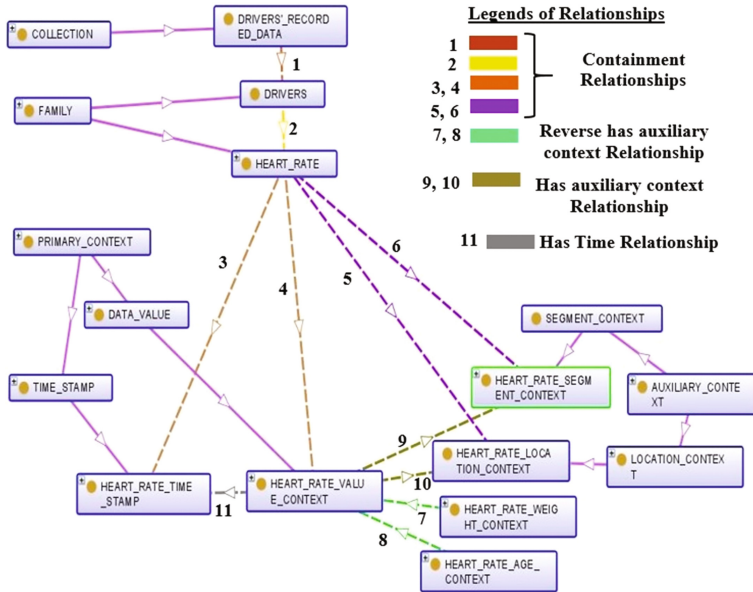 DRIVERS'_RECORD
ED_DATA
COLLECTION
1
DRIVERS
FAMILY
2
HEART_RATE
Legends of Relationships
1
2
3, 4
5, 6
Containment
Relationships
7, 8
Reverse has auxiliary
context Relationship
9, 10
Has auxiliary context
Relationship
11
Has Time Relationship
PRIMARY_CONTEXT
3
4
5
6
DATA_VALUE
SEGMENT_CONTEXT
TIME_STAMP
HEART_RATE_SEGM
ENT_CONTEXT
AUXILIARY_CONTE
XT
9
HEART_RATE_LOCA
TION_CONTEXT
LOCATION_CONTEX
T
HEART_RATE_TIME
_STAMP
11
HEART_RATE_VALU
E_CONTEXT
10
7
HEART_RATE_WEIG
HT_CONTEXT
8
HEART_RATE_AGE_
CONTEXT